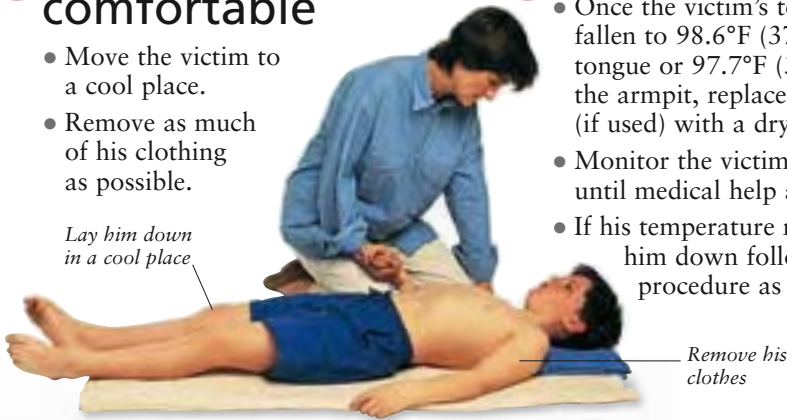 comfortable
• Move the victim to
a cool place.
• Remove as much
of his clothing
as possible.
Lay him down
in a cool place
• Once the victim's t
fallen to 98.6°F (37
tongue or 97.7°F (
the armpit, replace
(if used) with a dry
• Monitor the victim
until medical help a
• If his temperature r
him down follo
procedure as
Remove his
clothes